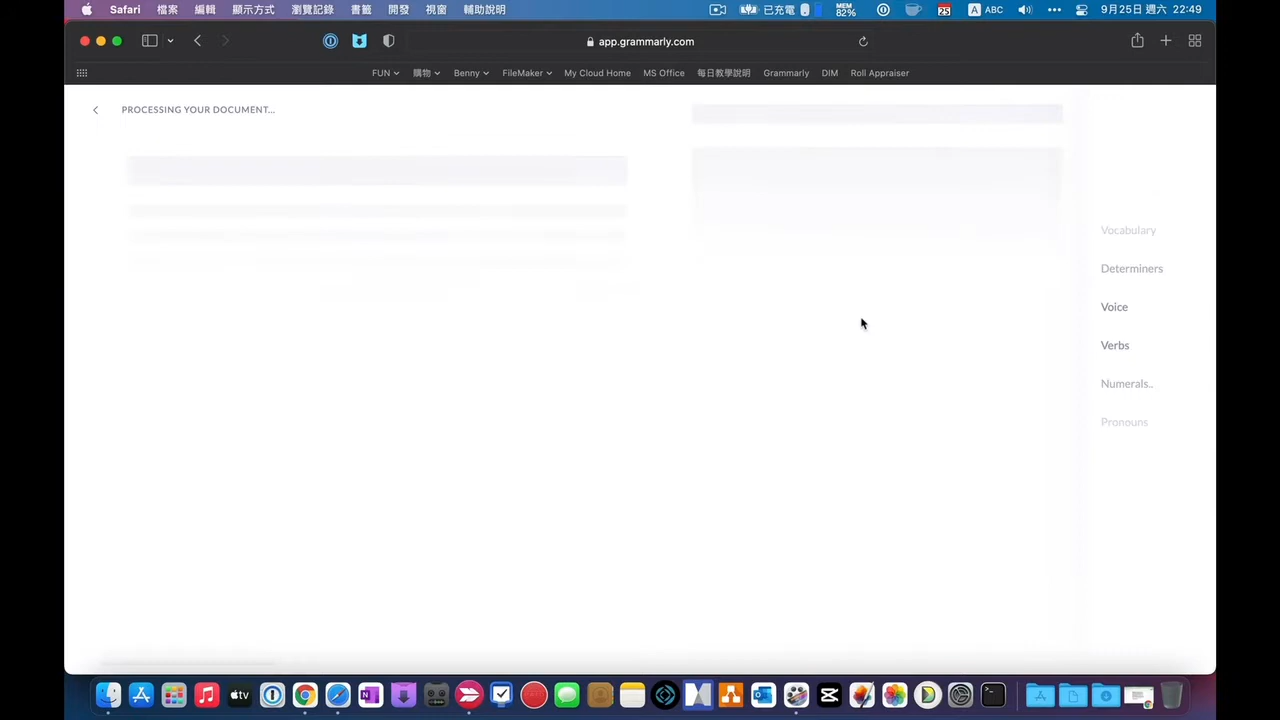 Safari 檔案 編輯 顯示方式 瀏覽記錄 書籤 開發 視窗 輔助說明 已充電 MEM 82% 25 A ABC 9月25日 週六 22:49
app.grammarly.com
FUN 購物 Benny FileMaker My Cloud Home MS Office 每日教學說明 Grammarly DIM Roll Appraiser
PROCESSING YOUR DOCUMENT...
Vocabulary
Determiners
Voice
Verbs
Numerals..
Pronouns
tv